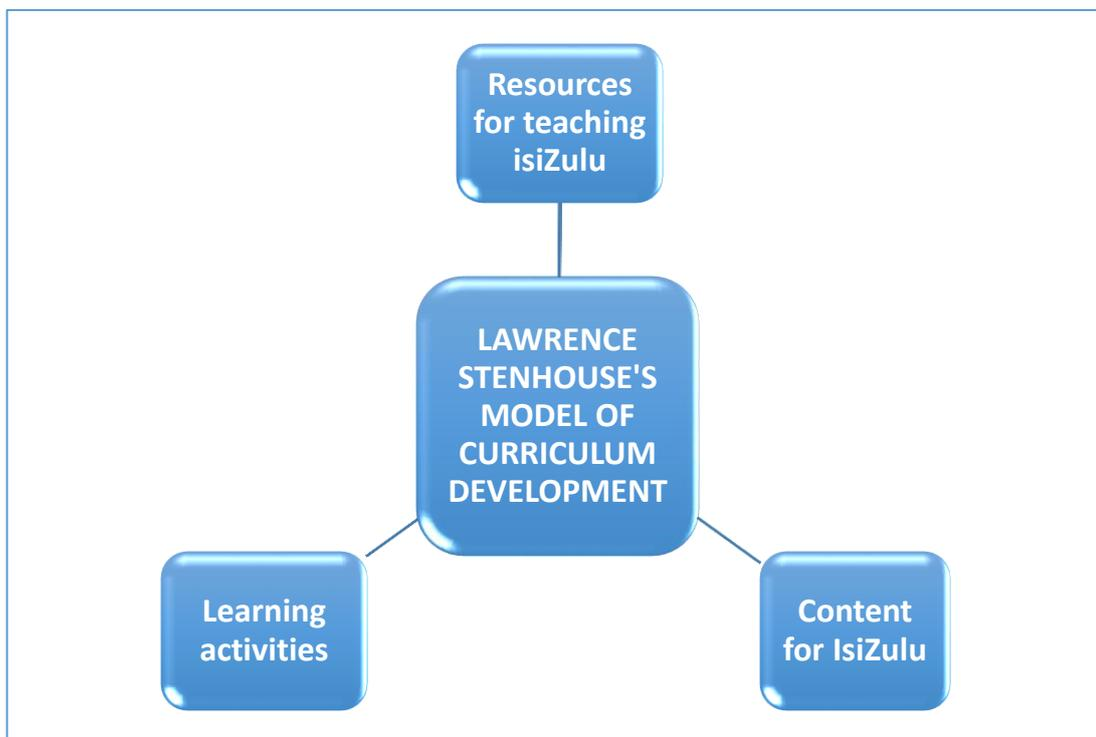 Resources
for teaching
isiZulu
LAWRENCE
STENHOUSE'S
MODEL OF
CURRICULUM
DEVELOPMENT
Learning
activities
Content
for IsiZulu